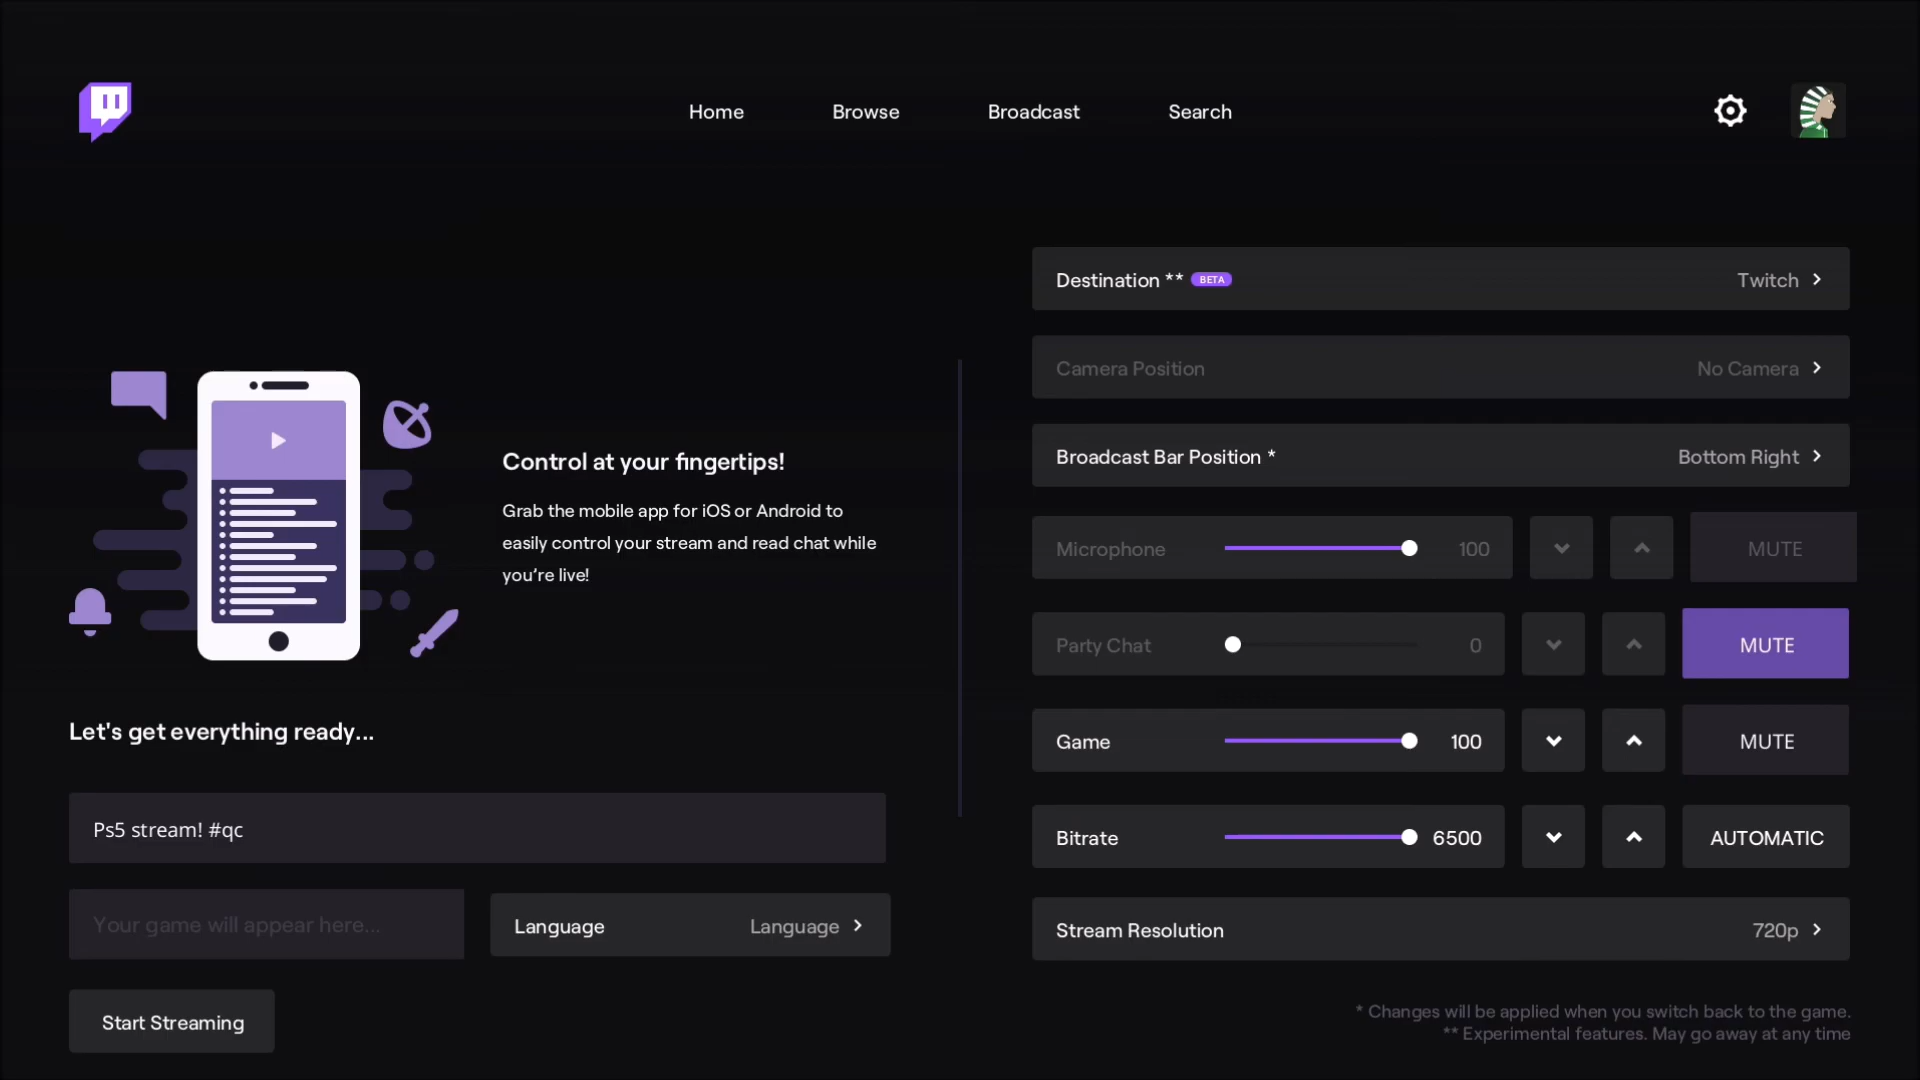 Home Browse Broadcast Search
Destination ** BETA Twitch
Camera Position No Camera
Broadcast Bar Position * Bottom Right
Microphone 100 MUTE
Party Chat 0 MUTE
Game 100 MUTE
Bitrate 6500 AUTOMATIC
Stream Resolution 720p
* Changes will be applied when you switch back to the game.
** Experimental features. May go away at any time
Control at your fingertips!
Grab the mobile app for iOS or Android to
easily control your stream and read chat while
you're live!
Let's get everything ready...
Ps5 stream! #qc
Your game will appear here...
Language Language
Start Streaming